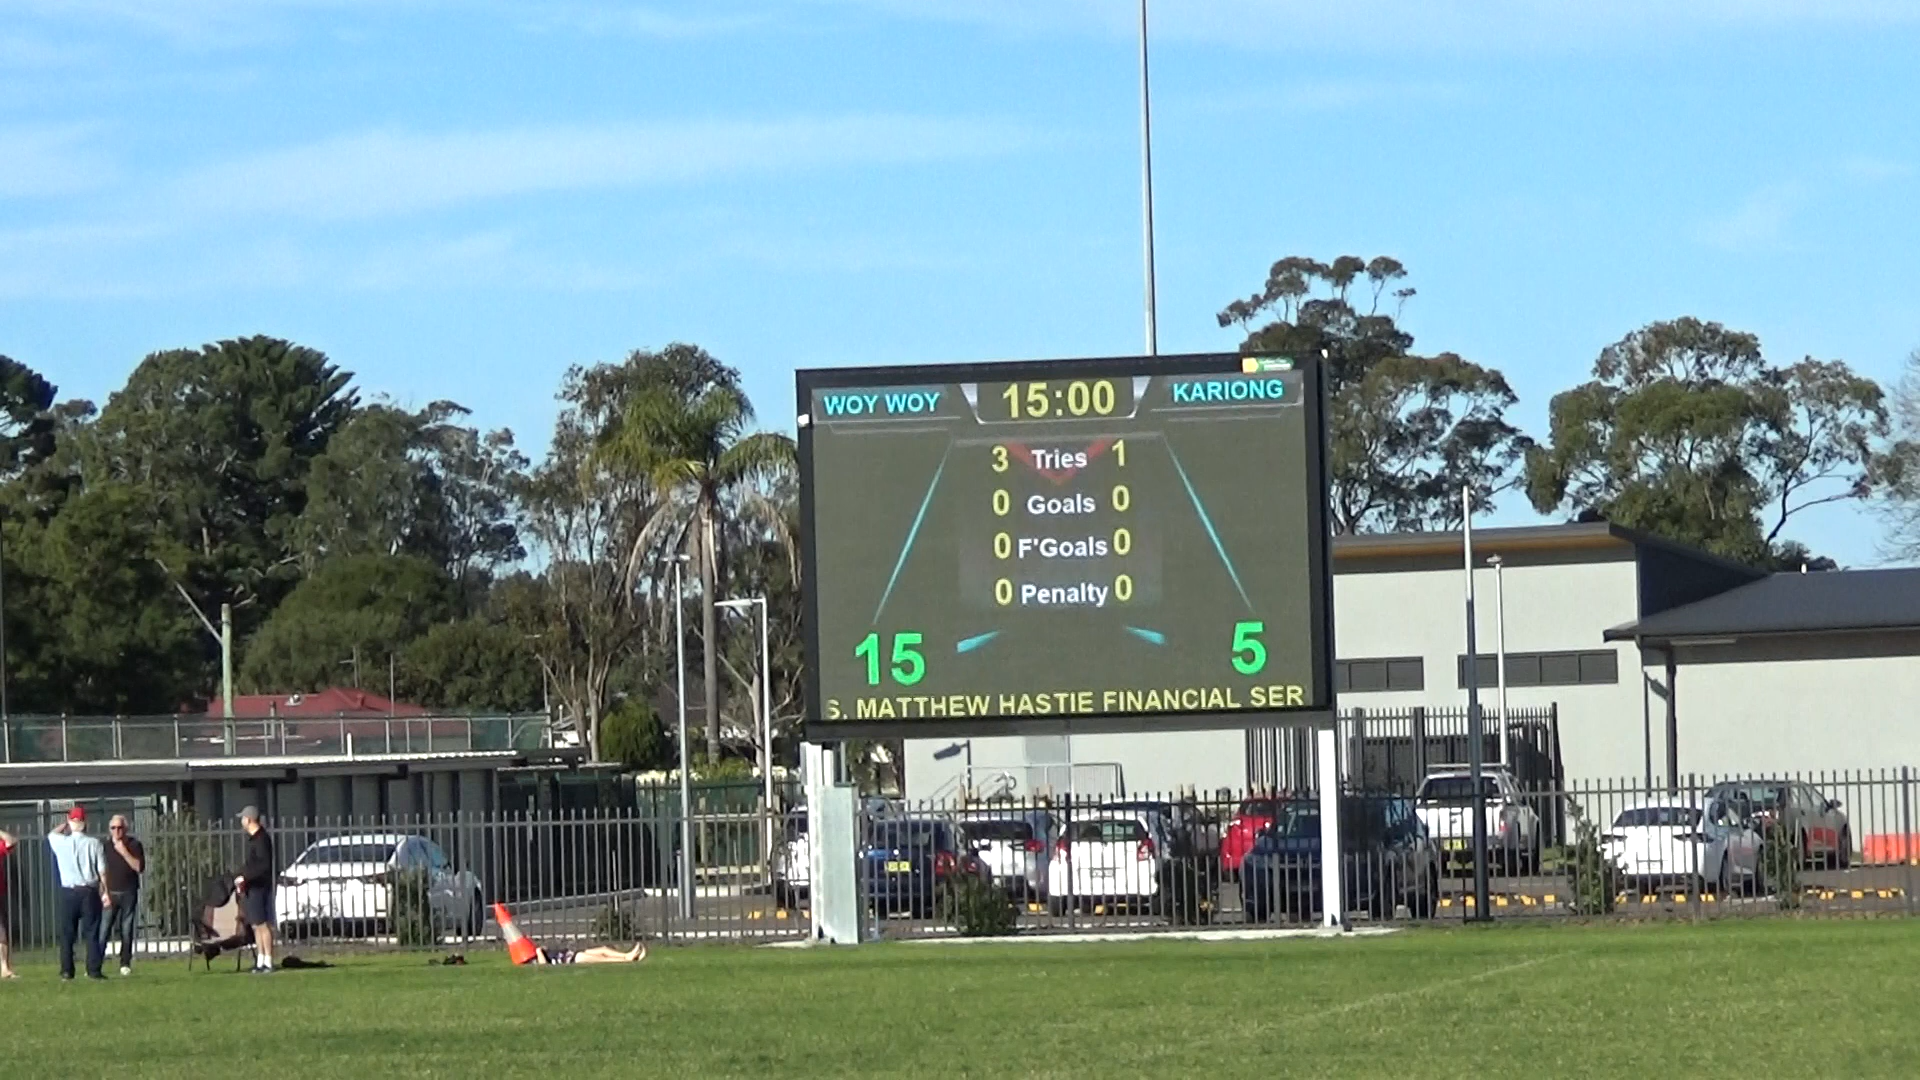 WOY WOY 15:00 KARIONG
3 Tries 1
0 Goals 0
0 F'Goals 0
0 Penalty 0
15 5
S. MATTHEW HASTIE FINANCIAL SER